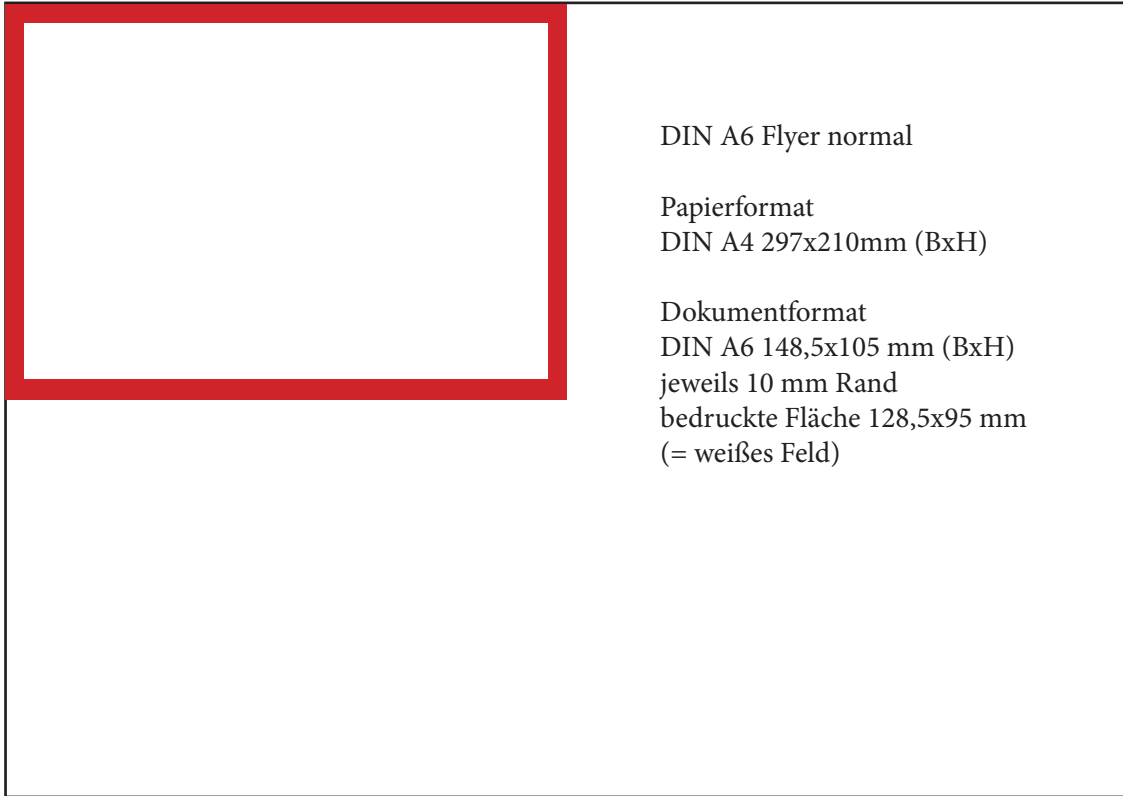 DIN A6 Flyer normal
Papierformat
DIN A4 297x210mm (BxH)
Dokumentformat
DIN A6 148,5x105 mm (BxH)
jeweils 10 mm Rand
bedruckte Fläche 128,5x95 mm
(= weißes Feld)